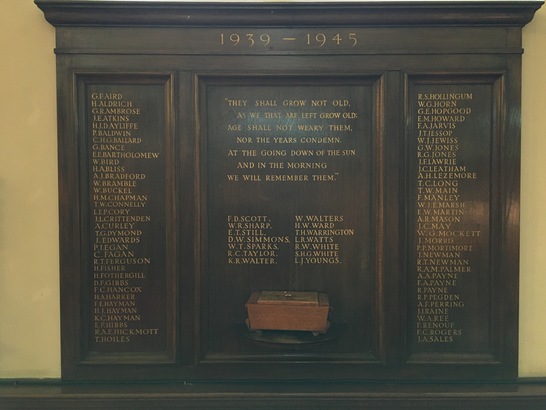 1939 — 1945
G.FAIRD
H.ALDRICH
G.R.AMBROSE
J.EATKINS
H.J.D.AYLIFFE
P.BALDWIN
C.H.G.BALLARD
G.BANCE
E.E.BARTHOLOMEW
W.BIRD
H.A.BLISS
A.J.BRADFORD
W.BRAMBLE
W.BUCKEL
H.M.CHAPMAN
T.W.CONNELLY
L.E.P.CORY
J.L.CRITTENDEN
A.CURLEY
T.G.DYMOND
J.EDWARDS
P.J.EGAN
C.FAGAN
R.T.FERGUSON
H.FISHER
H.FOTHERGILL
D.F.GIBBS
F.C.HANCOX
H.A.HARKER
F.E.HAYMAN
H.J.HAYMAN
K.C.HAYMAN
E.F.HIBBS
R.A.E.HICKMOTT
T.HOILES
"THEY SHALL GROW NOT OLD,
AS WE THAT ARE LEFT GROW OLD:
AGE SHALL NOT WEARY THEM,
NOR THE YEARS CONDEMN.
AT THE GOING DOWN OF THE SUN
AND IN THE MORNING
WE WILL REMEMBER THEM."
F.D.SCOTT.
W.R.SHARP.
E.T.STILL.
D.W.SIMMONS.
W.T.SPARKS.
R.C.TAYLOR.
K.R.WALTER.
W.WALTERS
H.W.WARD
T.H.WARRINGTON
L.R.WATTS
R.W.WHITE
S.H.G.WHITE
L.J.YOUNGS.
R.S.HOLLINGUM
W.G.HORN
G.E.HOPGOOD
E.M.HOWARD
F.A.JARVIS
J.T.JESSOP
W.J.JEWISS
G.W.JONES
R.G.JONES
J.E.LAWRIE
J.C.LEATHAM
A.H.LEZEMORE
T.C.LONG
T.W.MAIN
F.MANLEY
W.J.E.MARSH
E.W.MARTIN
A.R.MASON
J.C.MAY
W.G.MOCKETT
J.MORRIS
P.F.MORTIMORE
J.NEWMAN
R.T.NEWMAN
R.A.M.PALMER
A.A.PAYNE
F.A.PAYNE
R.PAYNE
R.P.PEGDEN
A.F.PERRING
J.RAINE
W.A.REE
F.RENOUF
F.C.ROGERS
J.A.SALES